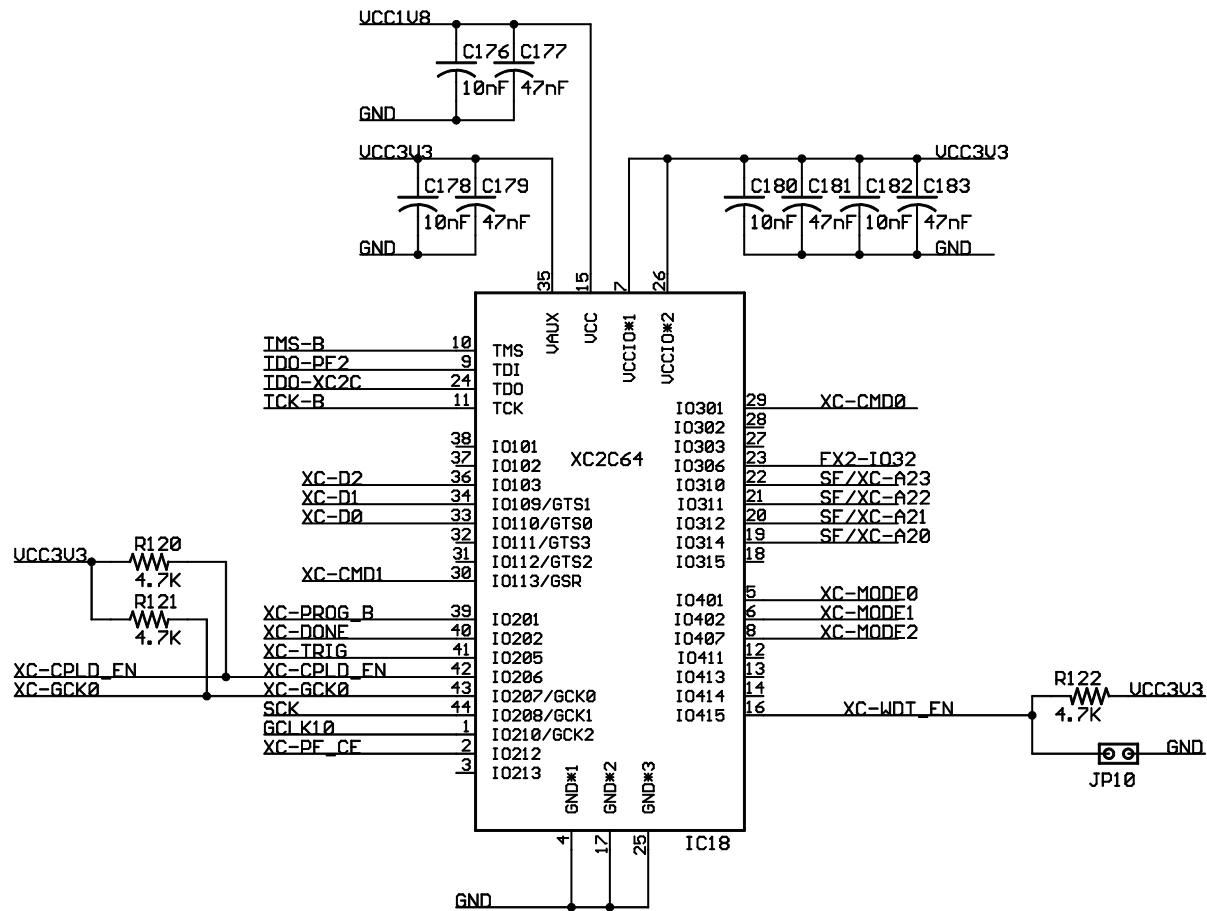 VCC1V8
C176 C177
10nF 47nF
GND
VCC3V3
C178 C179
10nF 47nF
GND
VCC3V3
C180 C181 C182 C183
10nF 47nF 10nF 47nF
GND
35 15 7 26
VAUX VCC VCCIO*1 VCCIO*2
TMS-B 10 TMS
TDO-PF2 9 TDI
TDO-XC2C 24 TDO
TCK-B 11 TCK
IO301 29 XC-CMD0
IO302 28
38 IO101
IO303 27
37 IO102
XC2C64
IO306 23 FX2-IO32
XC-D2 36 IO103
IO310 22 SF/XC-A23
XC-D1 34 IO109/GTS1
IO311 21 SF/XC-A22
XC-D0 33 IO110/GTS0
IO312 20 SF/XC-A21
32 IO111/GTS3
IO314 19 SF/XC-A20
31 IO112/GTS2
IO315 18
XC-CMD1 30 IO113/GSR
VCC3V3
R120
4.7K
R121
4.7K
IO401 5 XC-MODE0
XC-PROG_B 39 IO201
IO402 6 XC-MODE1
XC-DONE 40 IO202
IO407 8 XC-MODE2
XC-TRIG 41 IO205
IO411 12
XC-CPLD_EN XC-CPLD_EN 42 IO206
IO413 13
XC-GCK0 XC-GCK0 43 IO207/GCK0
IO414 14
SCK 44 IO208/GCK1
IO415 16 XC-WDT_EN
GCLK10 1 IO210/GCK2
XC-PF_CE 2 IO212
3 IO213
R122
4.7K
VCC3V3
GND
JP10
GND*1 GND*2 GND*3
4 17 25
IC18
GND